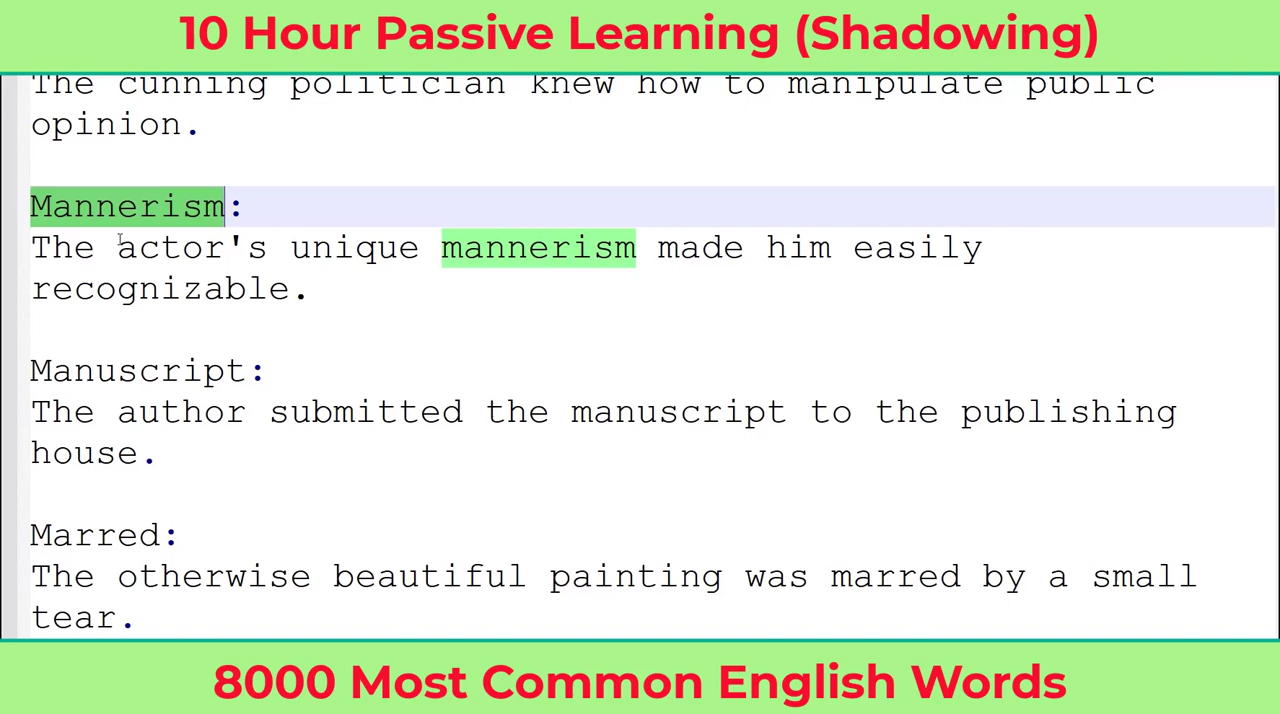 10 Hour Passive Learning (Shadowing)
The cunning politician knew how to manipulate public
opinion.
Mannerism:
The actor's unique mannerism made him easily
recognizable.
Manuscript:
The author submitted the manuscript to the publishing
house.
Marred:
The otherwise beautiful painting was marred by a small
tear.
8000 Most Common English Words